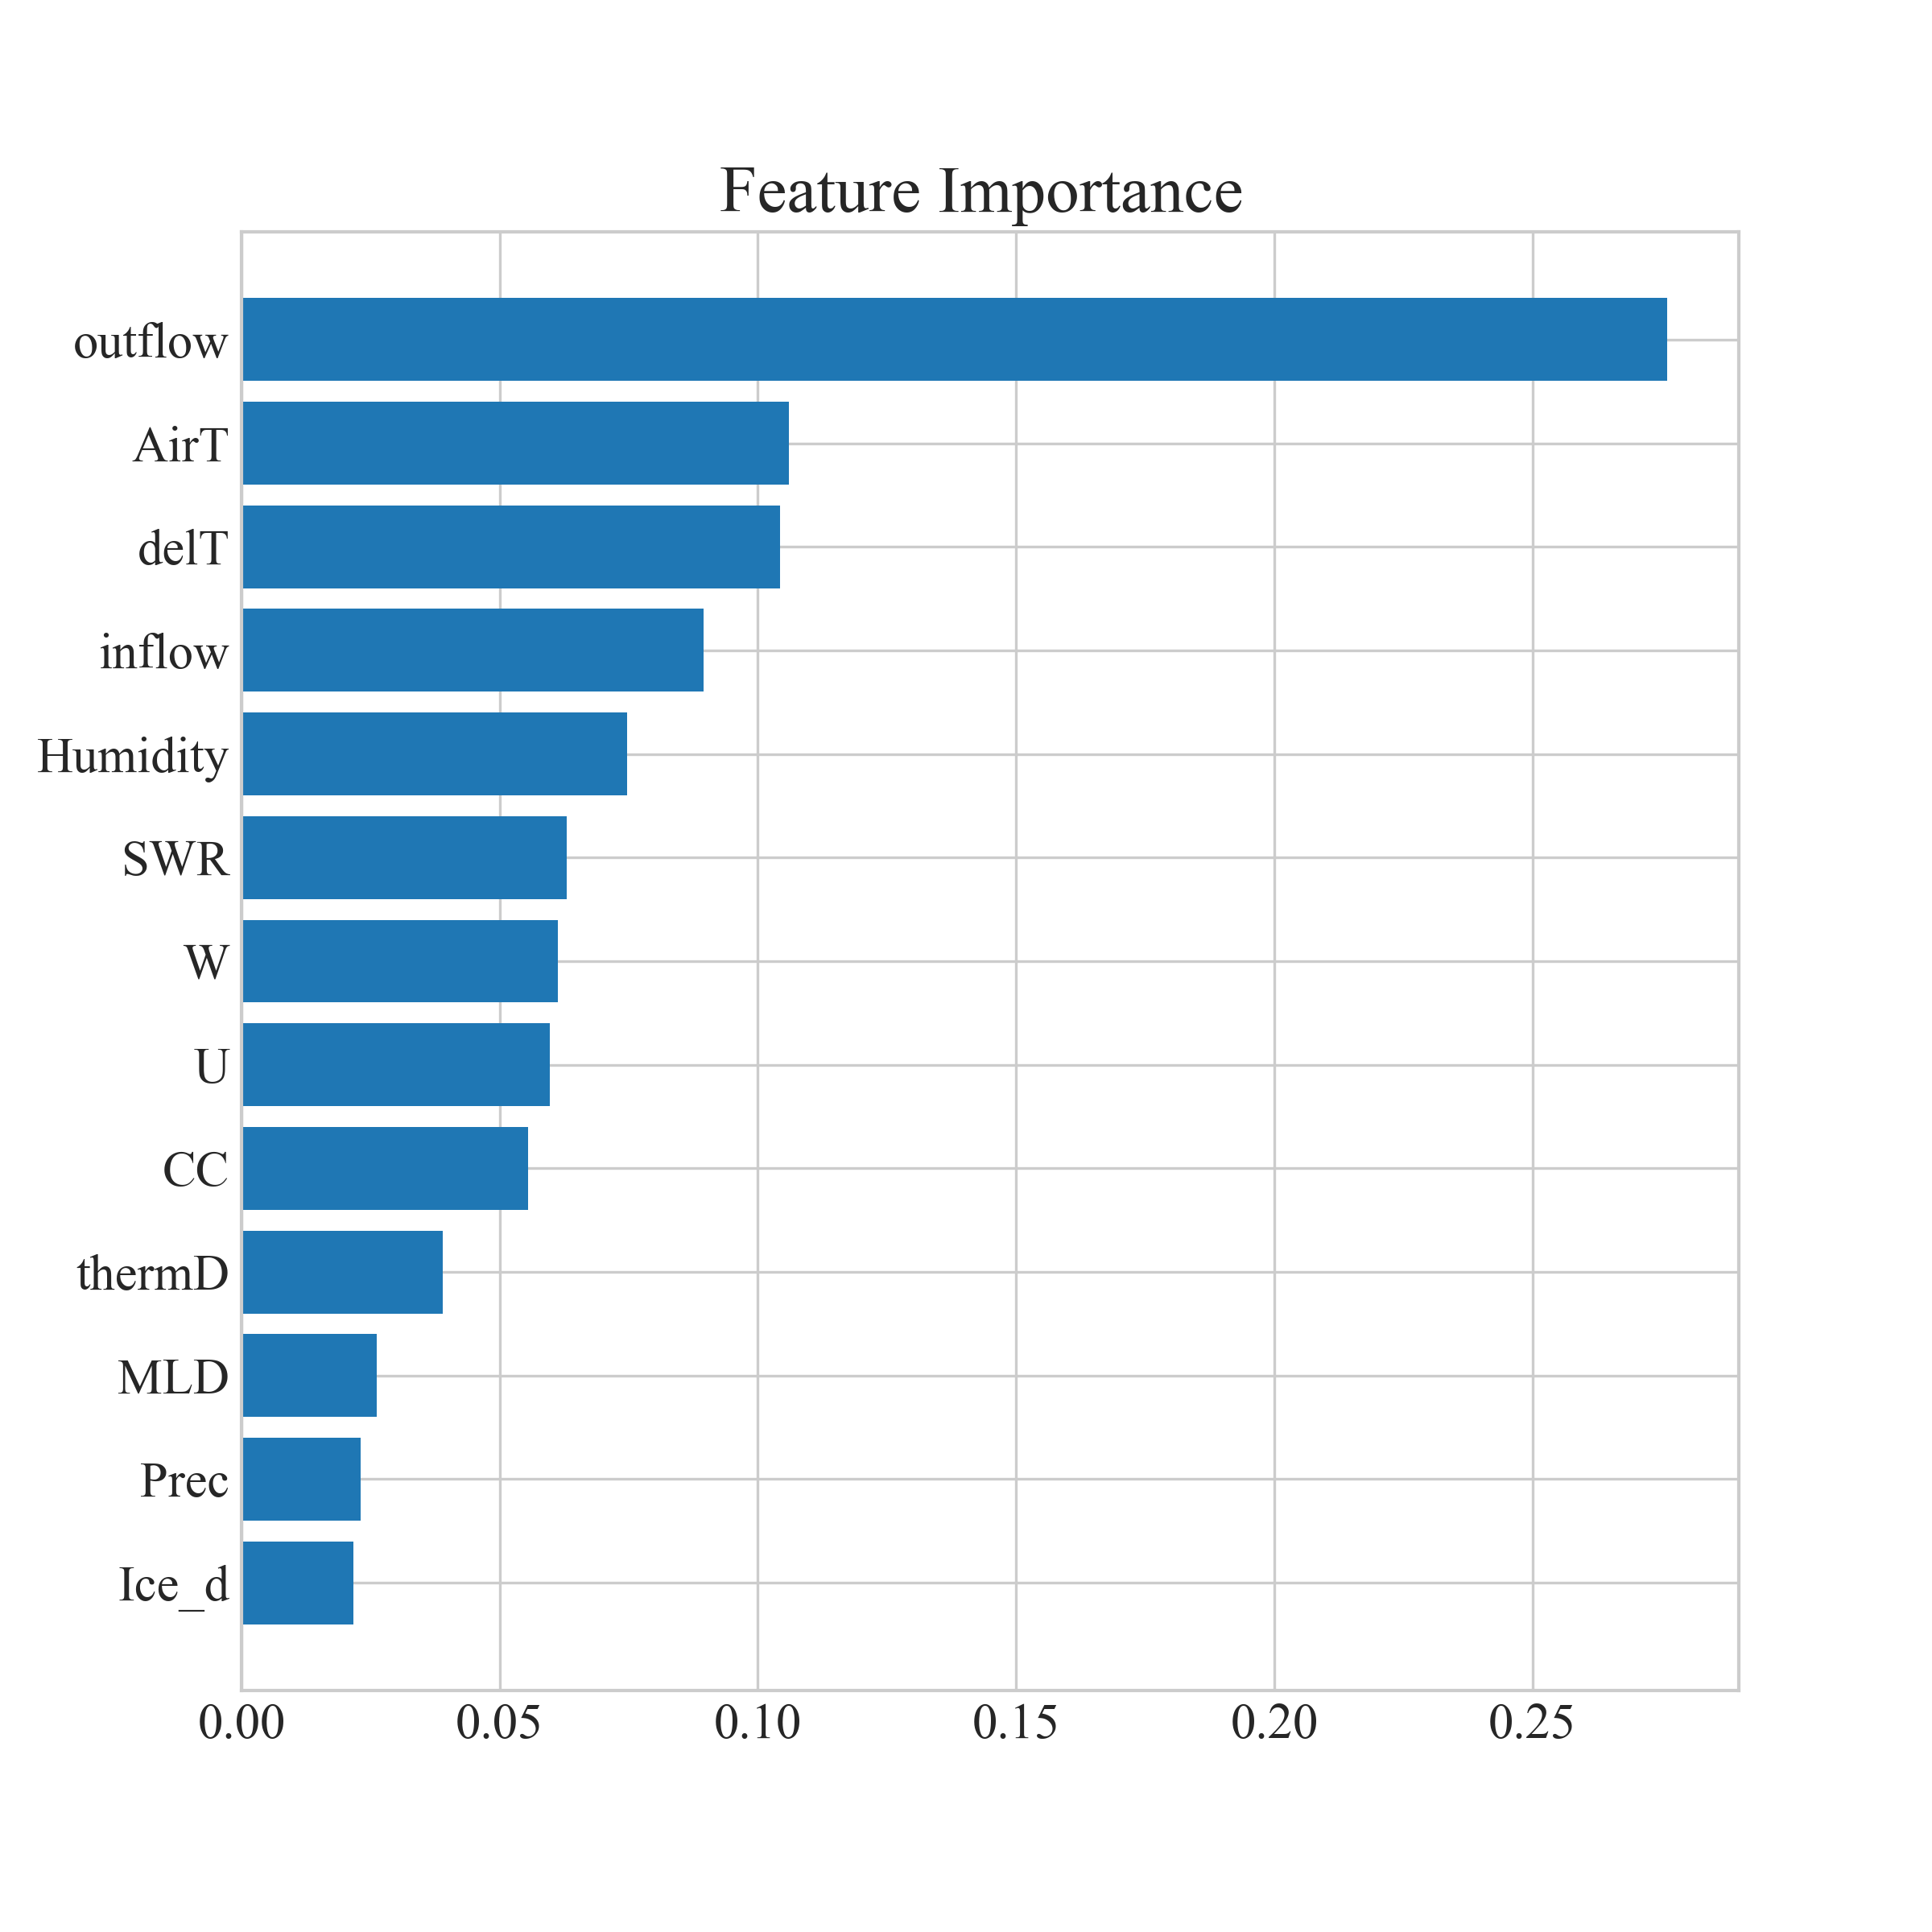 Feature Importance
outflow
AirT
delT
inflow
Humidity
SWR
W
U
CC
thermD
MLD
Prec
Ice_d
0.00 0.05 0.10 0.15 0.20 0.25